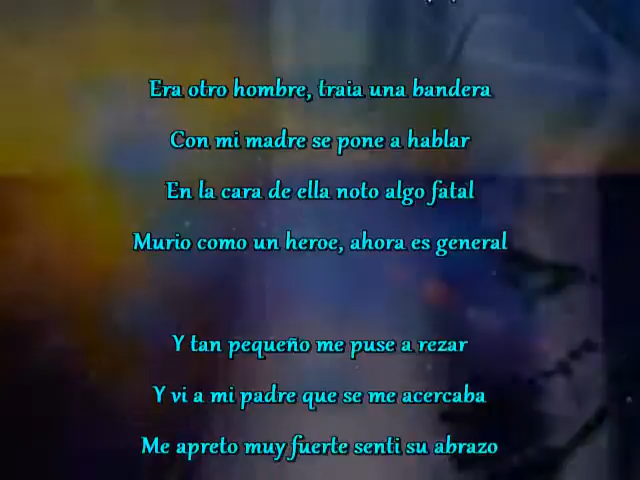 Era otro hombre, traia una bandera
Con mi madre se pone a hablar
En la cara de ella noto algo fatal
Murio como un heroe, ahora es general
Y tan pequeño me puse a rezar
Y vi a mi padre que se me acercaba
Me apreto muy fuerte senti su abrazo